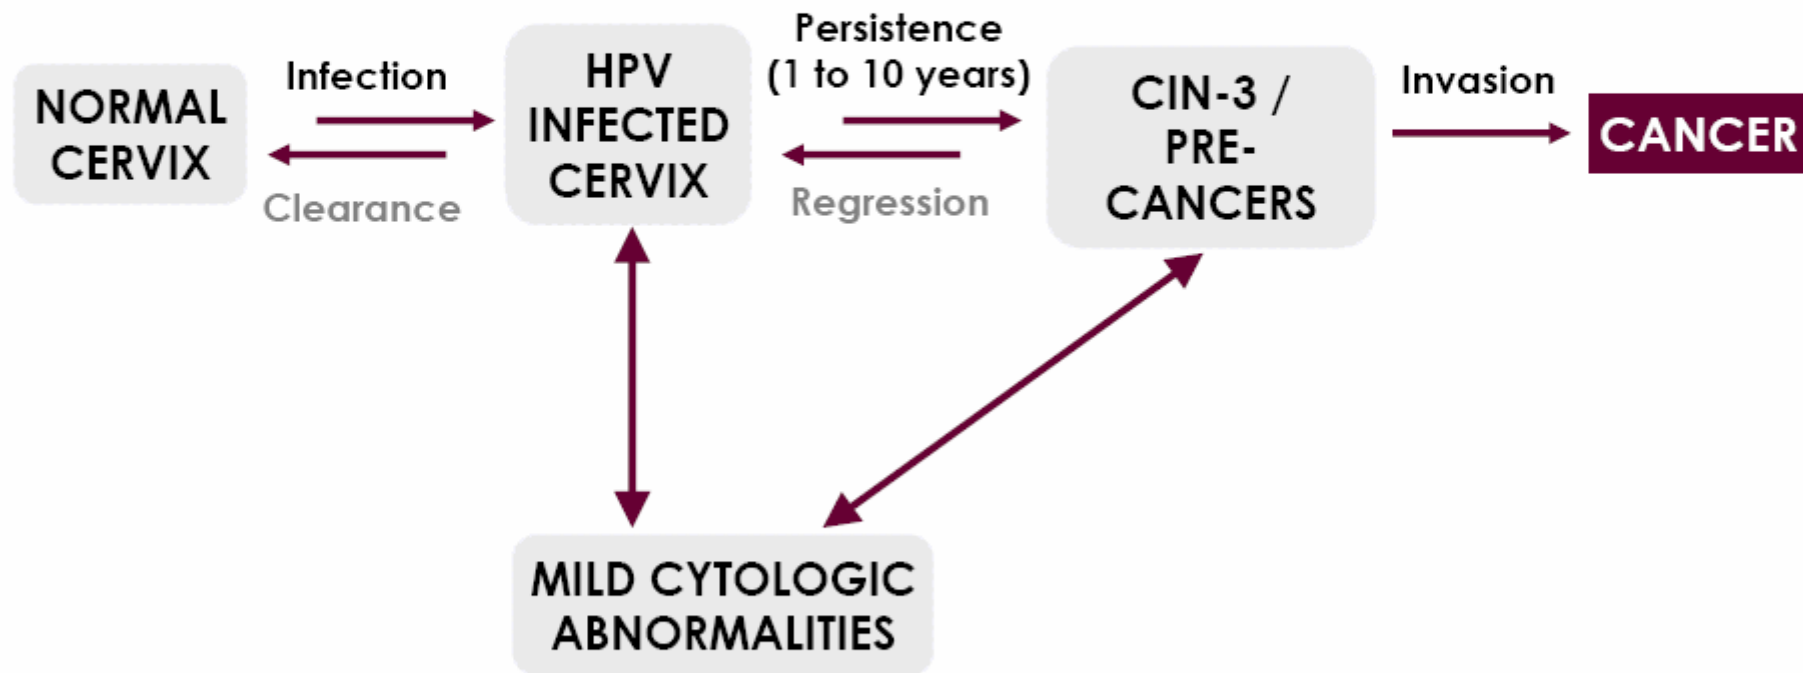 NORMAL
CERVIX
Infection
Clearance
HPV
INFECTED
CERVIX
Persistence
(1 to 10 years)
Regression
CIN-3 /
PRE-
CANCERS
Invasion
CANCER
MILD CYTOLOGIC
ABNORMALITIES